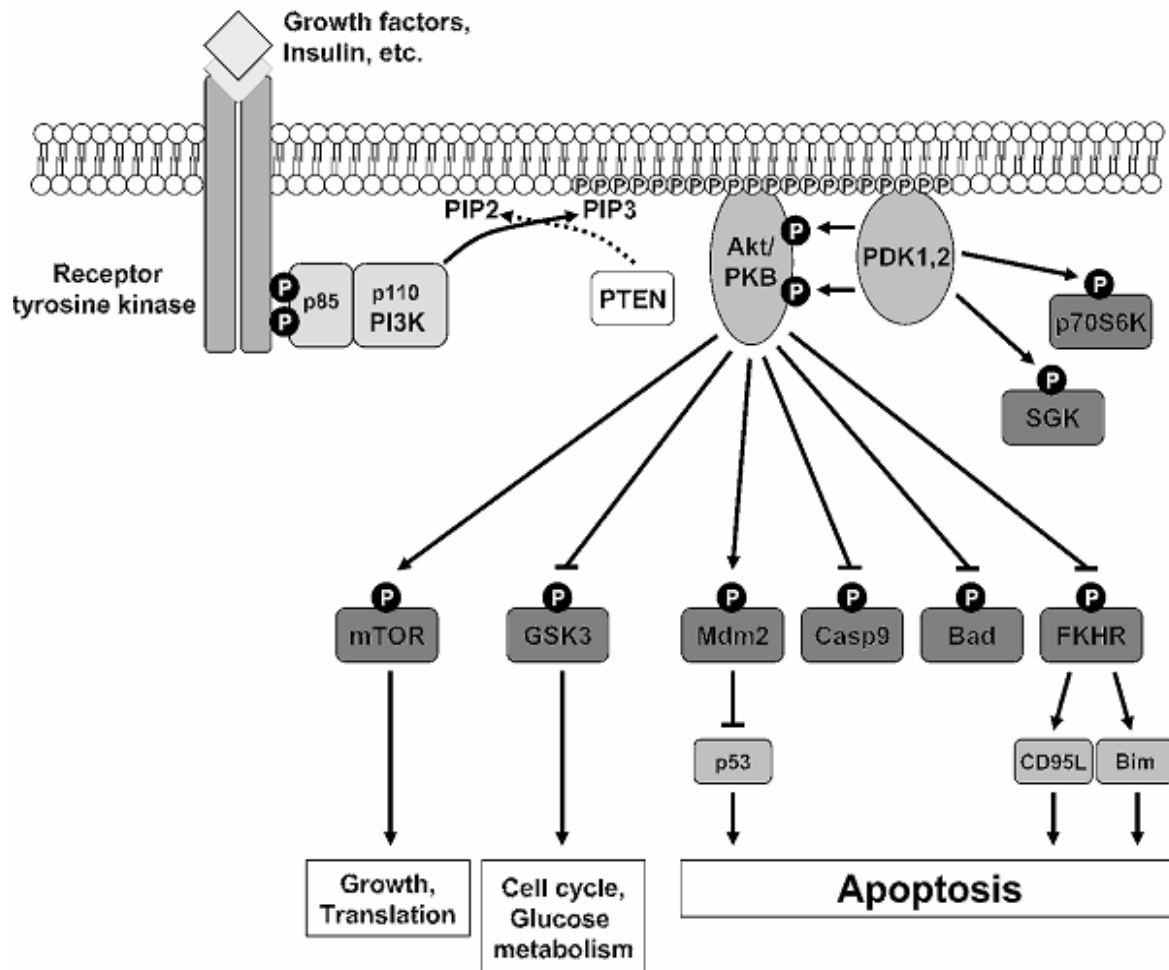 Growth factors,
Insulin, etc.
P P P P P P P P P P P P P P P P P P P P
PIP2
PIP3
Receptor
tyrosine kinase
P
P
p85
p110
PI3K
PTEN
Akt/
PKB
P
P
PDK1,2
P
p70S6K
P
SGK
P
mTOR
P
GSK3
P
Mdm2
P
Casp9
P
Bad
P
FKHR
p53
CD95L
Bim
Growth,
Translation
Cell cycle,
Glucose
metabolism
Apoptosis